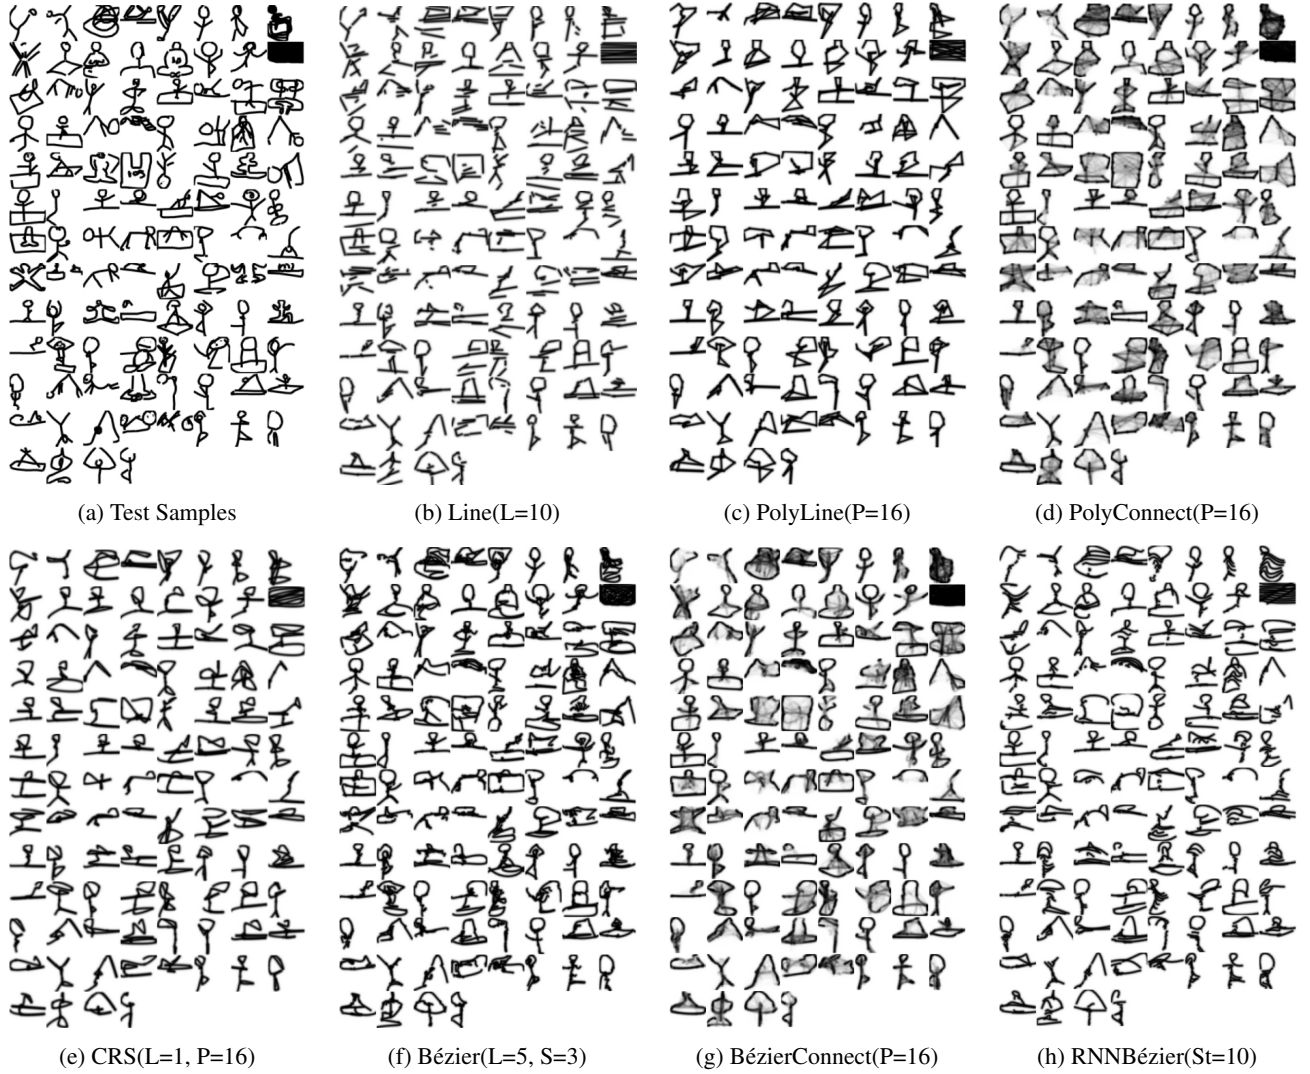 (a) Test Samples
(b) Line(L=10)
(c) PolyLine(P=16)
(d) PolyConnect(P=16)
(e) CRS(L=1, P=16)
(f) Bézier(L=5, S=3)
(g) BézierConnect(P=16)
(h) RNNBézier(St=10)